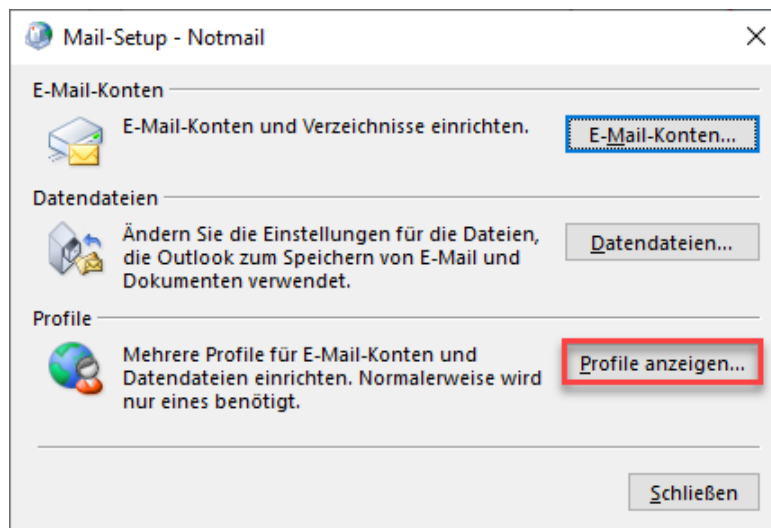 Mail-Setup - Notmail
E-Mail-Konten
E-Mail-Konten und Verzeichnisse einrichten.
E-Mail-Konten...
Datendateien
Ändern Sie die Einstellungen für die Dateien,
die Outlook zum Speichern von E-Mail und
Dokumenten verwendet.
Datendateien...
Profile
Mehrere Profile für E-Mail-Konten und
Datendateien einrichten. Normalerweise wird
nur eines benötigt.
Profile anzeigen...
Schließen